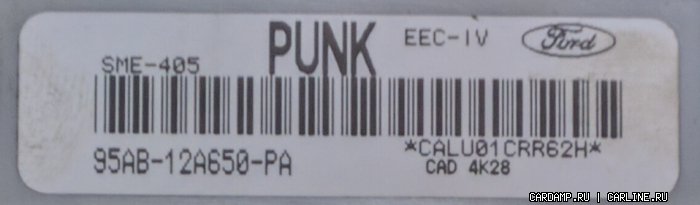 PUNK EEC-IV Ford
SME-405
95AB-12A650-PA *CALU01CRR62H*
CAD 4K28
CARDAMP.RU | CARLINE.RU